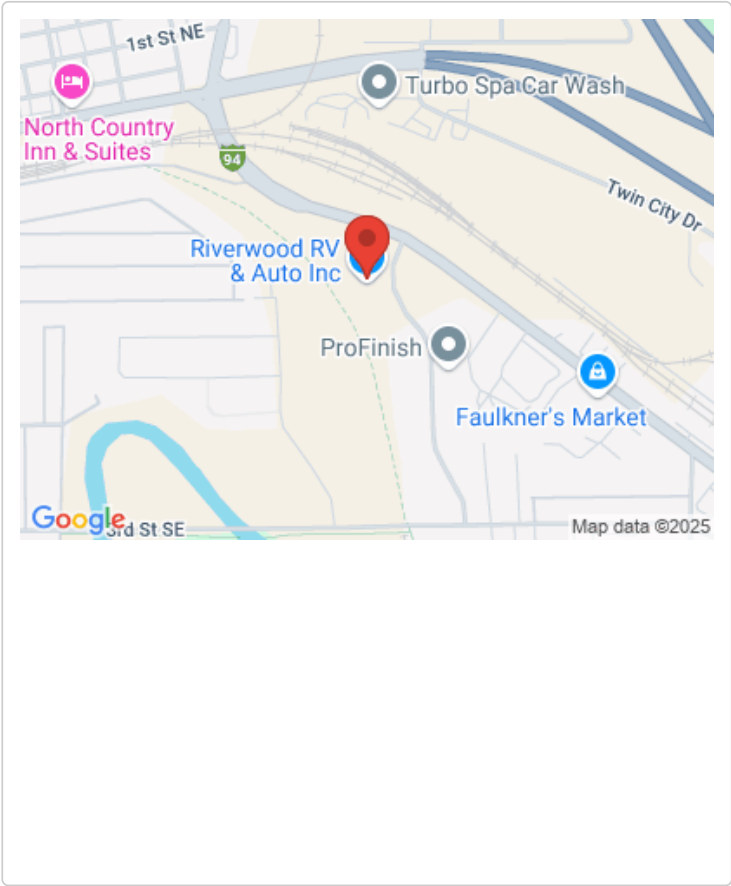 1st St NE
Turbo Spa Car Wash
North Country
Inn & Suites
94
Twin City Dr
Riverwood RV
& Auto Inc
ProFinish
Faulkner's Market
Google
3rd St SE
Map data ©2025